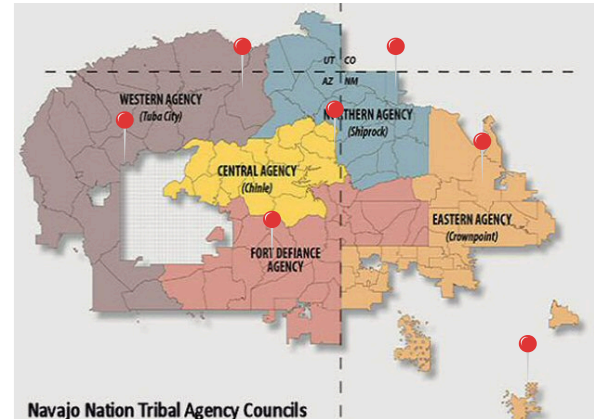 UT CO
AZ NM
WESTERN AGENCY
(Tuba City)
NORTHERN AGENCY
(Shiprock)
CENTRAL AGENCY
(Chinle)
EASTERN AGENCY
(Crownpoint)
FORT DEFIANCE
AGENCY
Navajo Nation Tribal Agency Councils